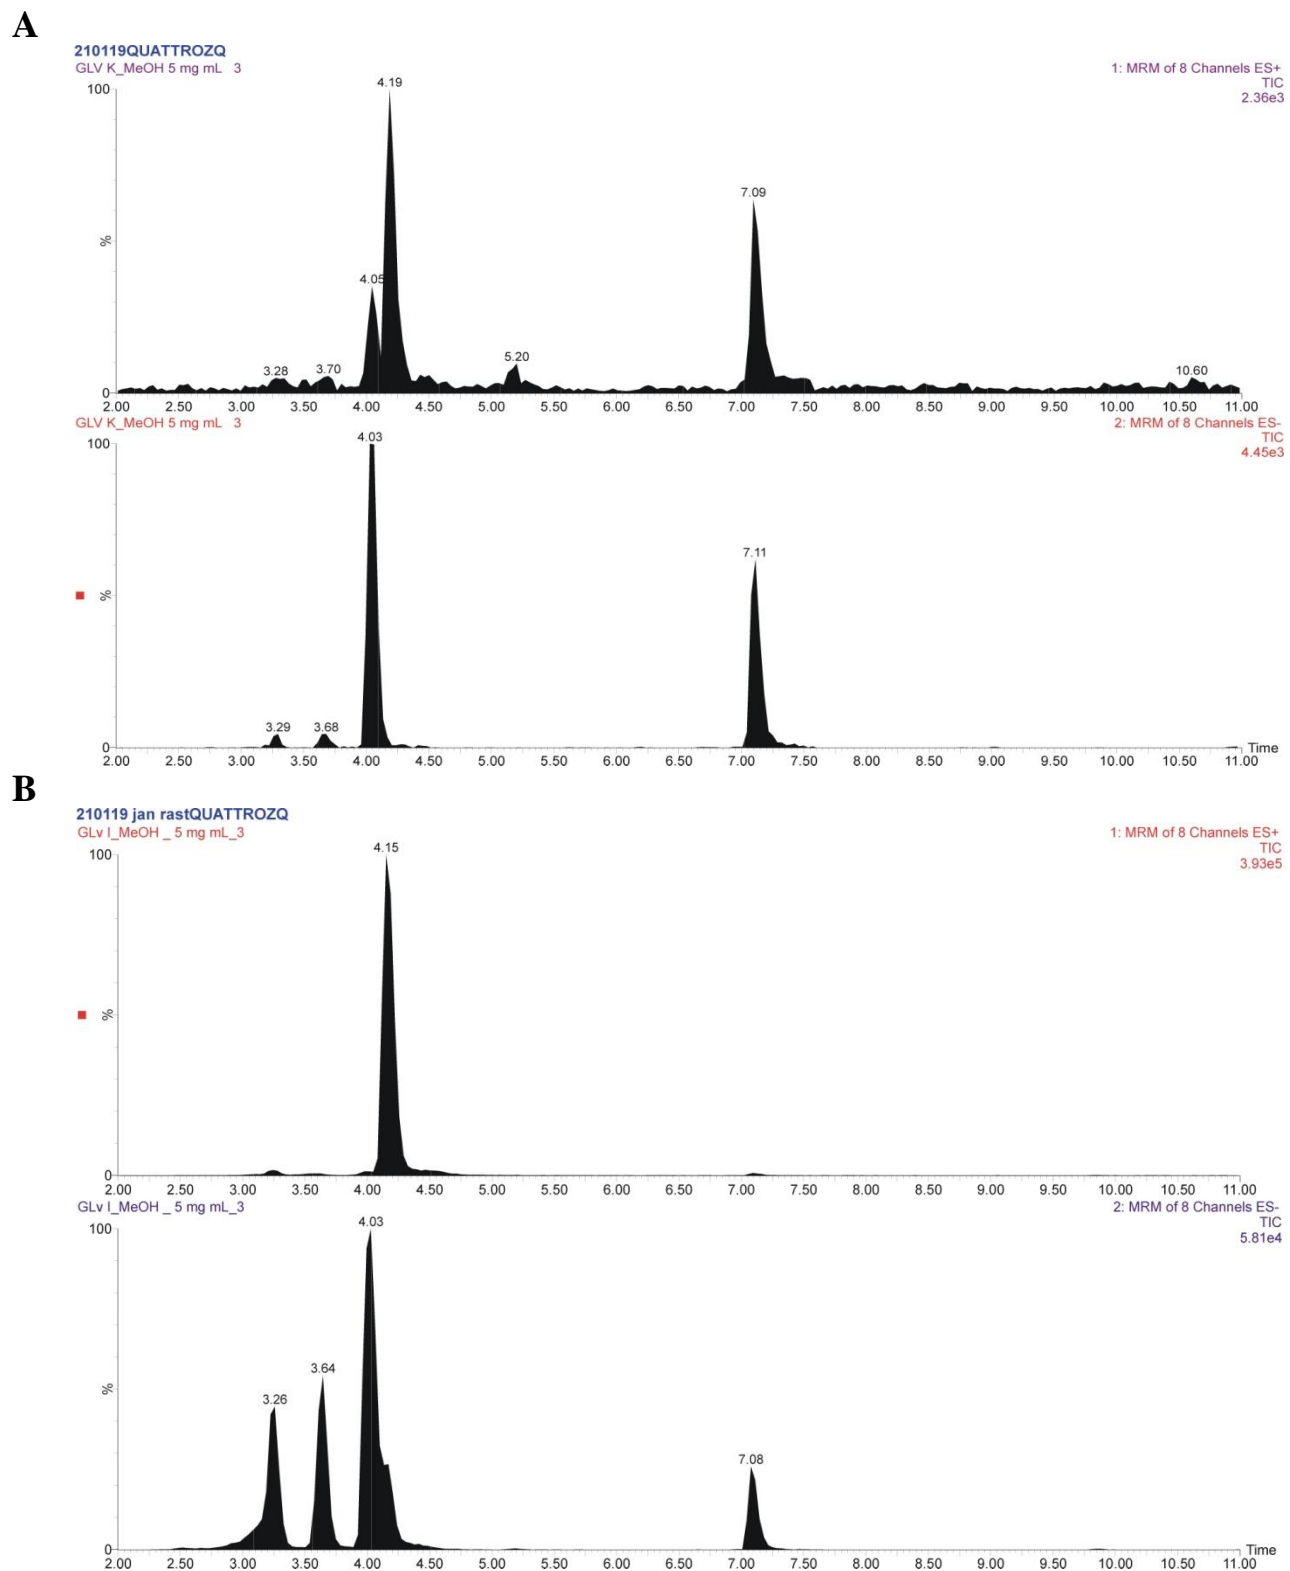 A
210119QUATTROZQ
GLV K_MeOH 5 mg mL 3
1: MRM of 8 Channels ES+
TIC
2.36e3
100
%
0
4.19
7.09
4.05
5.20
3.28
3.70
10.60
2.00 2.50 3.00 3.50 4.00 4.50 5.00 5.50 6.00 6.50 7.00 7.50 8.00 8.50 9.00 9.50 10.00 10.50 11.00
GLV K_MeOH 5 mg mL 3
2: MRM of 8 Channels ES-
TIC
4.45e3
100
%
0
4.03
7.11
3.29
3.68
Time
2.00 2.50 3.00 3.50 4.00 4.50 5.00 5.50 6.00 6.50 7.00 7.50 8.00 8.50 9.00 9.50 10.00 10.50 11.00
B
210119 jan rastQUATTROZQ
GLv I_MeOH _ 5 mg mL_3
1: MRM of 8 Channels ES+
TIC
3.93e5
100
%
0
4.15
2.00 2.50 3.00 3.50 4.00 4.50 5.00 5.50 6.00 6.50 7.00 7.50 8.00 8.50 9.00 9.50 10.00 10.50 11.00
GLv I_MeOH _ 5 mg mL_3
2: MRM of 8 Channels ES-
TIC
5.81e4
100
%
0
4.03
3.64
3.26
7.08
Time
2.00 2.50 3.00 3.50 4.00 4.50 5.00 5.50 6.00 6.50 7.00 7.50 8.00 8.50 9.00 9.50 10.00 10.50 11.00